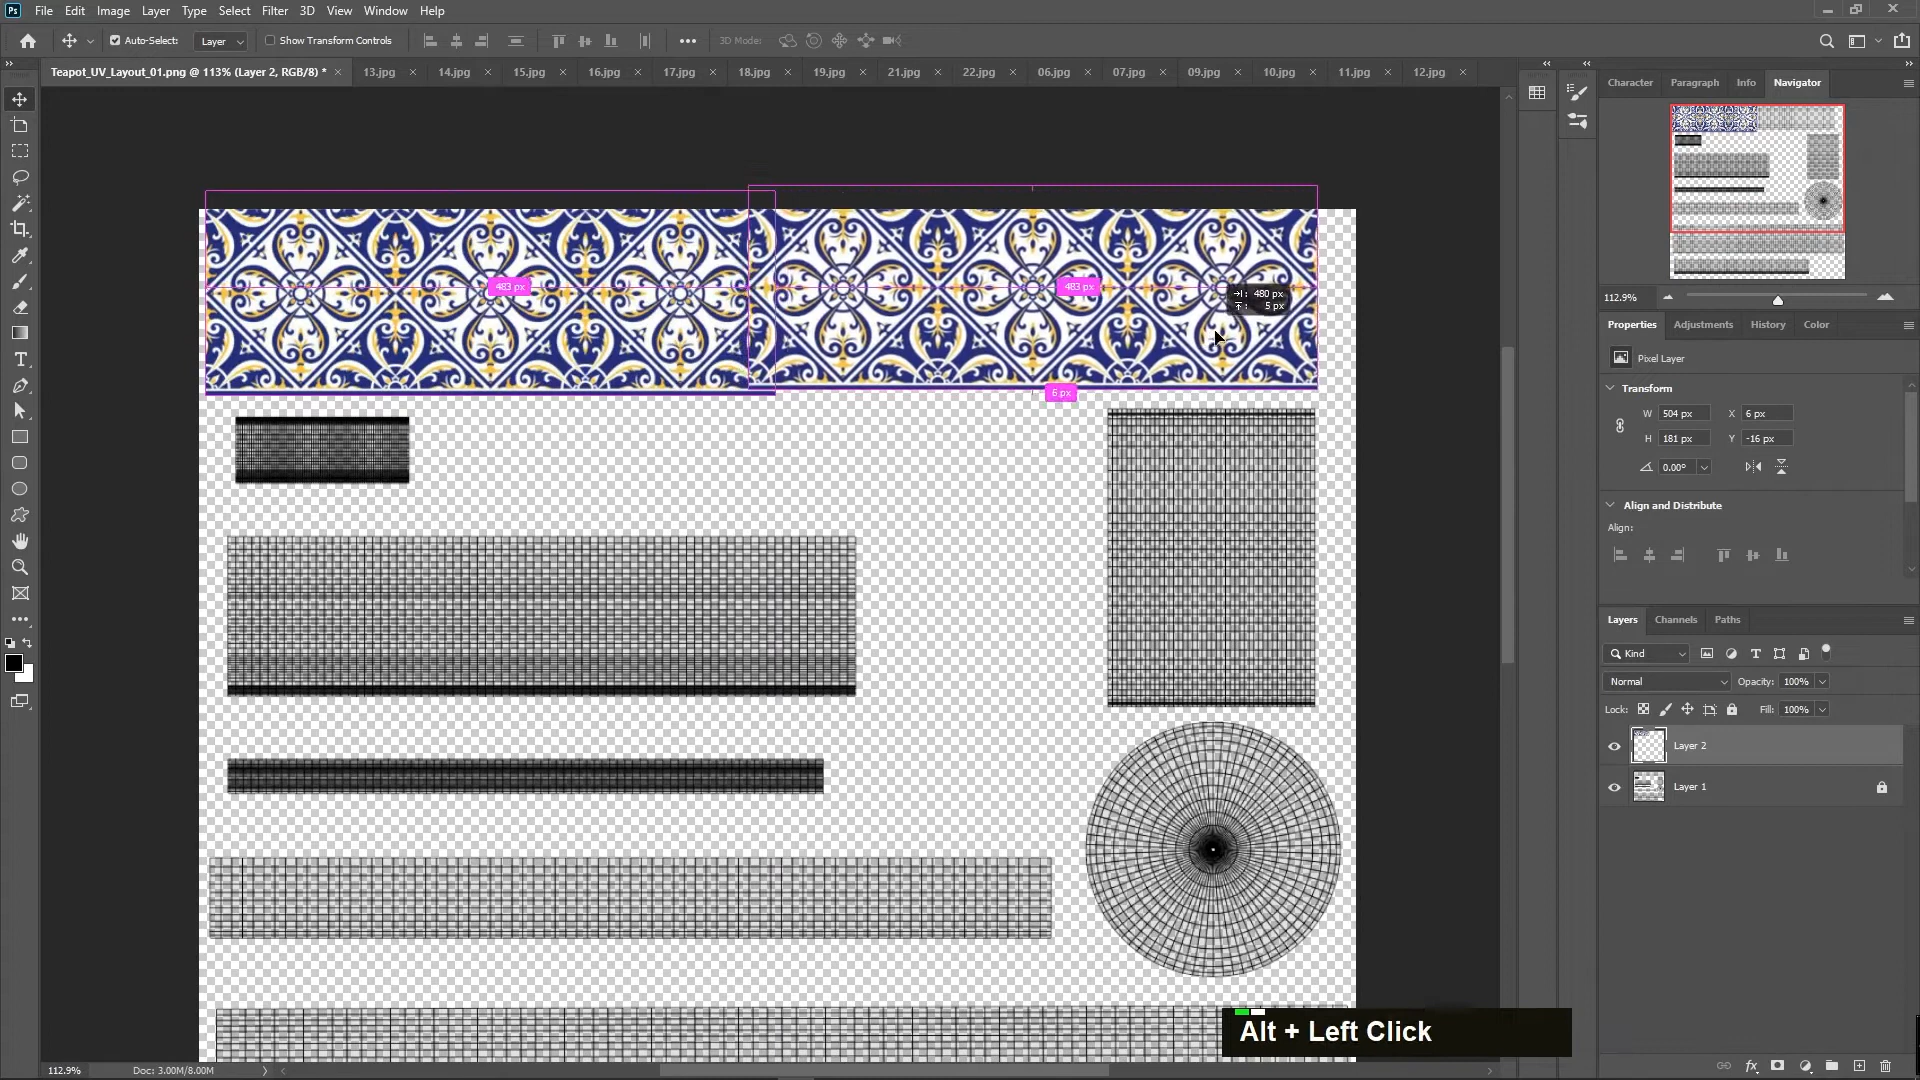 Ps File Edit Image Layer Type Select Filter 3D View Window Help
Auto-Select: Layer Show Transform Controls 3D Mode:
Teapot_UV_Layout_01.png @ 113% (Layer 2, RGB/8) * 13.jpg 14.jpg 15.jpg 16.jpg 17.jpg 18.jpg 19.jpg 21.jpg 22.jpg 06.jpg 07.jpg 09.jpg 10.jpg 11.jpg 12.jpg
Character Paragraph Info Navigator
112.9%
483 px 483 px
480 px
5 px
6 px
Properties Adjustments History Color
Pixel Layer
Transform
W 504 px X 6 px
H 181 px Y -16 px
0.00°
Align and Distribute
Align:
Layers Channels Paths
Kind
Normal Opacity: 100%
Lock: Fill: 100%
Layer 2
Layer 1
Alt + Left Click
112.9% Doc: 3.00M/8.00M